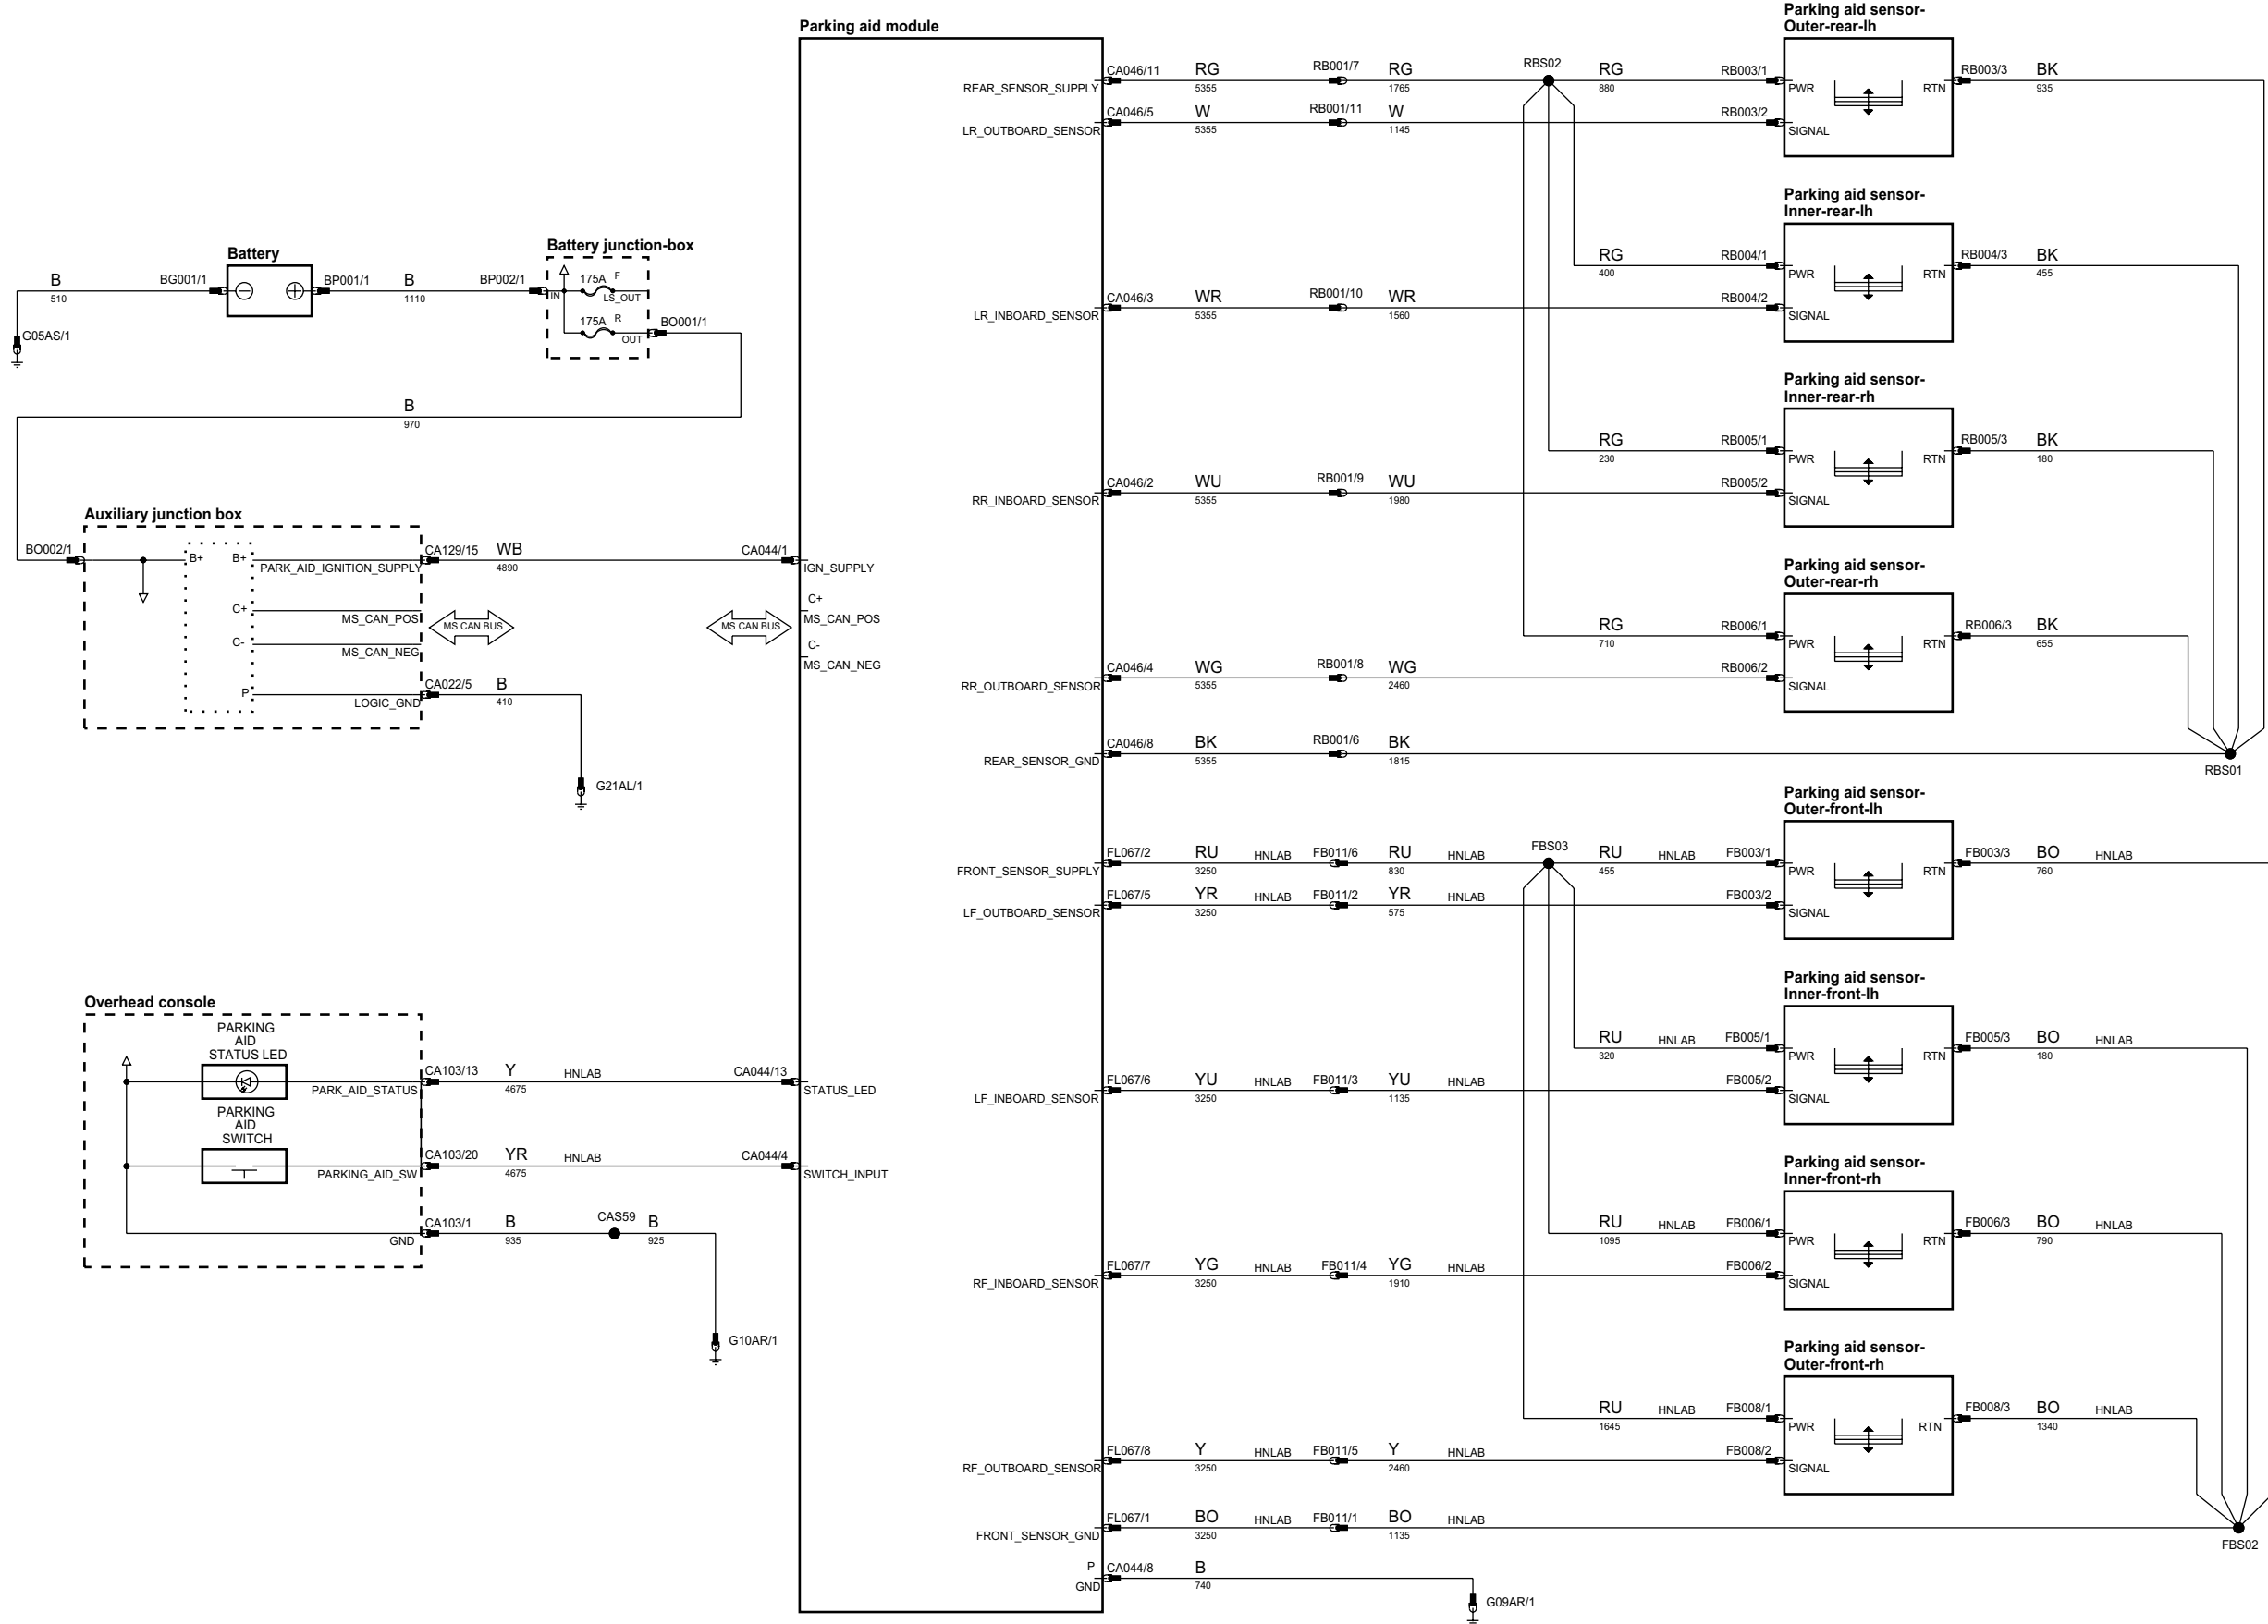 Parking aid module
REAR_SENSOR_SUPPLY
CA046/11
RG
5355
RB001/7
RG
1765
RBS02
RG
880
RB003/1
Parking aid sensor-
Outer-rear-lh
PWR
RTN
SIGNAL
RB003/3
BK
935
LR_OUTBOARD_SENSOR
CA046/5
W
5355
RB001/11
W
1145
RB003/2
Parking aid sensor-
Inner-rear-lh
RG
400
RB004/1
PWR
RTN
SIGNAL
RB004/3
BK
455
LR_INBOARD_SENSOR
CA046/3
WR
5355
RB001/10
WR
1560
RB004/2
Parking aid sensor-
Inner-rear-rh
RG
230
RB005/1
PWR
RTN
SIGNAL
RB005/3
BK
180
RR_INBOARD_SENSOR
CA046/2
WU
5355
RB001/9
WU
1980
RB005/2
Parking aid sensor-
Outer-rear-rh
RG
710
RB006/1
PWR
RTN
SIGNAL
RB006/3
BK
655
RR_OUTBOARD_SENSOR
CA046/4
WG
5355
RB001/8
WG
2460
RB006/2
REAR_SENSOR_GND
CA046/8
BK
5355
RB001/6
BK
1815
RBS01
Battery
B
510
BG001/1
G05AS/1
BP001/1
B
1110
BP002/1
Battery junction-box
IN
175A
F
LS_OUT
175A
R
OUT
BO001/1
B
970
Auxiliary junction box
BO002/1
B+
B+
PARK_AID_IGNITION_SUPPLY
CA129/15
WB
4890
CA044/1
IGN_SUPPLY
C+
MS_CAN_POS
C-
MS_CAN_NEG
MS CAN BUS
MS CAN BUS
C+
MS_CAN_POS
C-
MS_CAN_NEG
P
LOGIC_GND
CA022/5
B
410
G21AL/1
Parking aid sensor-
Outer-front-lh
FRONT_SENSOR_SUPPLY
FL067/2
RU
3250
HNLAB
FB011/6
RU
830
HNLAB
FBS03
RU
455
HNLAB
FB003/1
PWR
RTN
SIGNAL
FB003/3
BO
760
HNLAB
LF_OUTBOARD_SENSOR
FL067/5
YR
3250
HNLAB
FB011/2
YR
575
HNLAB
FB003/2
Parking aid sensor-
Inner-front-lh
RU
320
HNLAB
FB005/1
PWR
RTN
SIGNAL
FB005/3
BO
180
HNLAB
LF_INBOARD_SENSOR
FL067/6
YU
3250
HNLAB
FB011/3
YU
1135
HNLAB
FB005/2
Parking aid sensor-
Inner-front-rh
RU
1095
HNLAB
FB006/1
PWR
RTN
SIGNAL
FB006/3
BO
790
HNLAB
RF_INBOARD_SENSOR
FL067/7
YG
3250
HNLAB
FB011/4
YG
1910
HNLAB
FB006/2
Parking aid sensor-
Outer-front-rh
RU
1645
HNLAB
FB008/1
PWR
RTN
SIGNAL
FB008/3
BO
1340
HNLAB
RF_OUTBOARD_SENSOR
FL067/8
Y
3250
HNLAB
FB011/5
Y
2460
HNLAB
FB008/2
FRONT_SENSOR_GND
FL067/1
BO
3250
HNLAB
FB011/1
BO
1135
HNLAB
FBS02
P
GND
CA044/8
B
740
G09AR/1
Overhead console
PARKING
AID
STATUS LED
PARK_AID_STATUS
CA103/13
Y
4675
HNLAB
CA044/13
STATUS_LED
PARKING
AID
SWITCH
PARKING_AID_SW
CA103/20
YR
4675
HNLAB
CA044/4
SWITCH_INPUT
GND
CA103/1
B
935
CAS59
B
925
G10AR/1